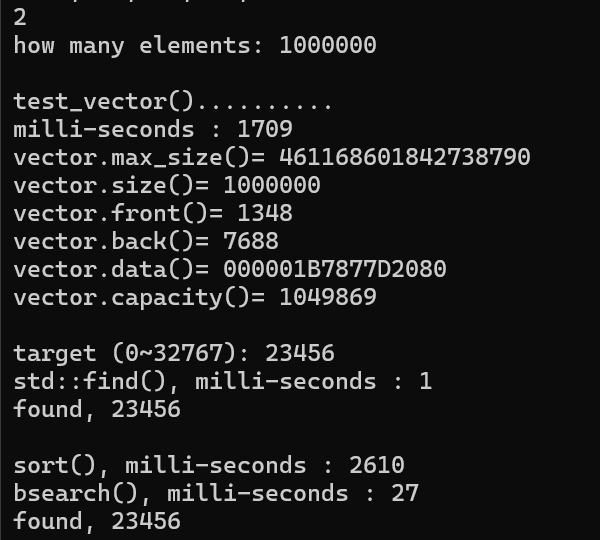 2
how many elements: 1000000
test_vector()..........
milli-seconds : 1709
vector.max_size()= 461168601842738790
vector.size()= 1000000
vector.front()= 1348
vector.back()= 7688
vector.data()= 000001B7877D2080
vector.capacity()= 1049869
target (0~32767): 23456
std::find(), milli-seconds : 1
found, 23456
sort(), milli-seconds : 2610
bsearch(), milli-seconds : 27
found, 23456